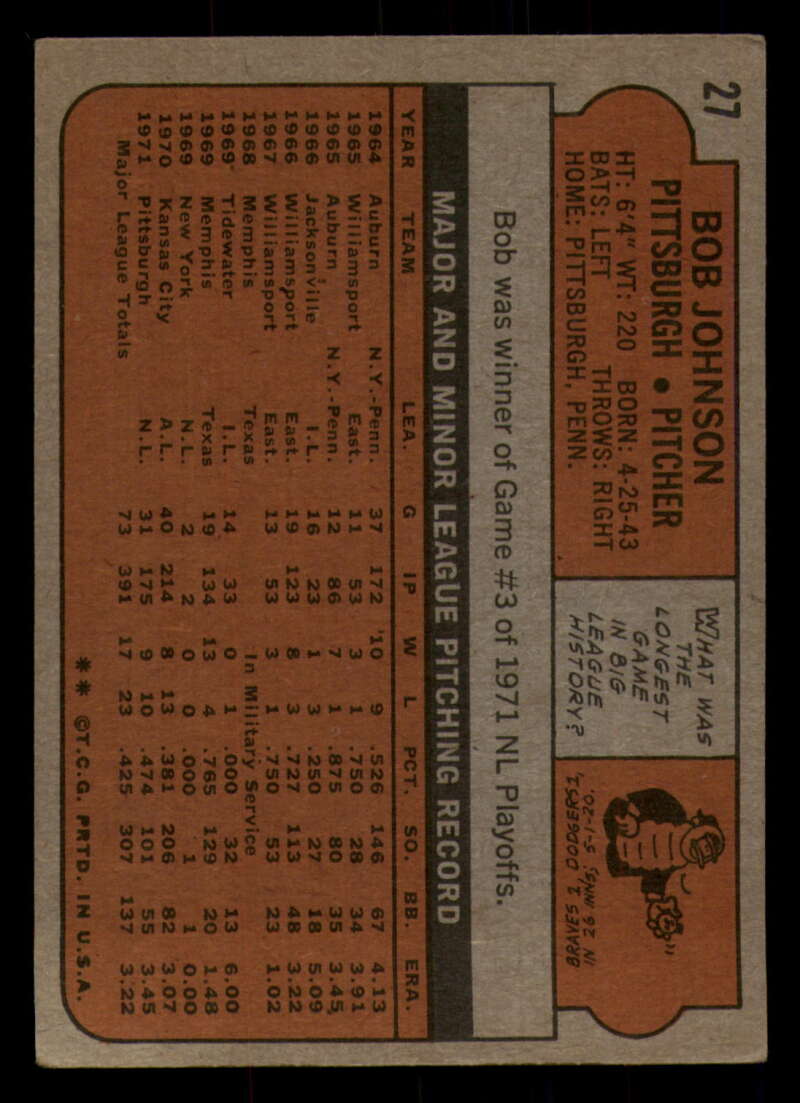 27
BOB JOHNSON
PITTSBURGH • PITCHER
HT: 6'4" WT: 220 BORN: 4-25-43
BATS: LEFT THROWS: RIGHT
HOME: PITTSBURGH, PENN.
WHAT WAS
THE
LONGEST
GAME
IN BIG
LEAGUE
HISTORY?
BRAVES 1, DODGERS 1,
IN 26 INNS. 5-1-20.
Bob was winner of Game #3 of 1971 NL Playoffs.
MAJOR AND MINOR LEAGUE PITCHING RECORD
YEAR TEAM LEA. G IP W L PCT. SO. BB. ERA.
1964 Auburn N.Y.-Penn. 37 172 10 9 .526 146 67 4.13
1965 Williamsport East. 11 53 3 1 .750 28 34 3.91
1965 Auburn N.Y.-Penn. 12 86 7 1 .875 80 35 3.45
1966 Jacksonville I.L. 16 23 1 3 .250 27 18 5.09
1966 Williamsport East. 19 123 8 3 .727 113 48 3.22
1967 Williamsport East. 13 53 3 1 .750 53 23 1.02
1968 Memphis Texas In Military Service
1969 Tidewater I.L. 14 33 0 1 .000 32 13 6.00
1969 Memphis Texas 19 134 13 4 .765 129 20 1.48
1969 New York N.L. 2 2 0 0 .000 1 1 0.00
1970 Kansas City A.L. 40 214 8 13 .381 206 82 3.07
1971 Pittsburgh N.L. 31 175 9 10 .474 101 55 3.45
Major League Totals 73 391 17 23 .425 307 137 3.22
** ©T.C.G. PRTD. IN U.S.A.